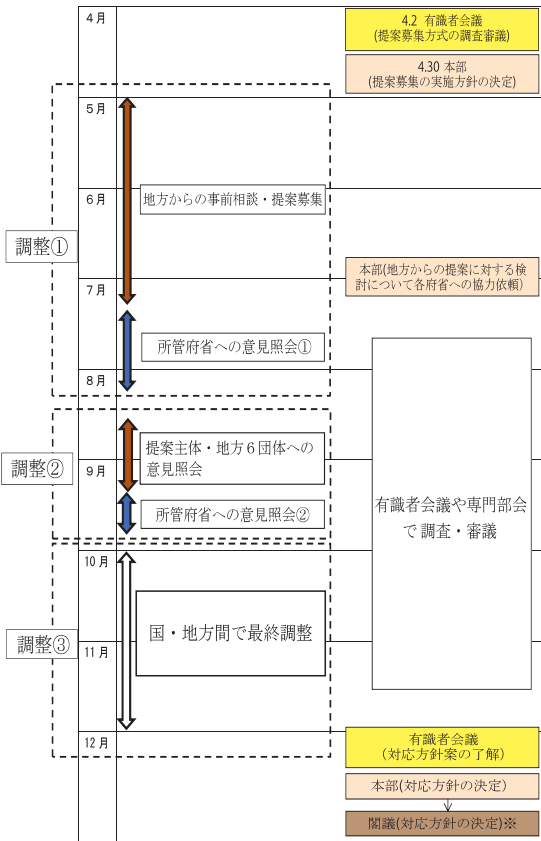 4月
4.2 有識者会議
(提案募集方式の調査審議)
4.30 本部
(提案募集の実施方針の決定)
5月
6月
地方からの事前相談・提案募集
調整①
本部(地方からの提案に対する検
討について各府省への協力依頼)
7月
所管府省への意見照会①
8月
提案主体・地方6団体への
意見照会
調整②
9月
有識者会議や専門部会
で調査・審議
所管府省への意見照会②
10月
国・地方間で最終調整
調整③
11月
12月
有識者会議
(対応方針案の了解)
本部(対応方針の決定)
閣議(対応方針の決定)※